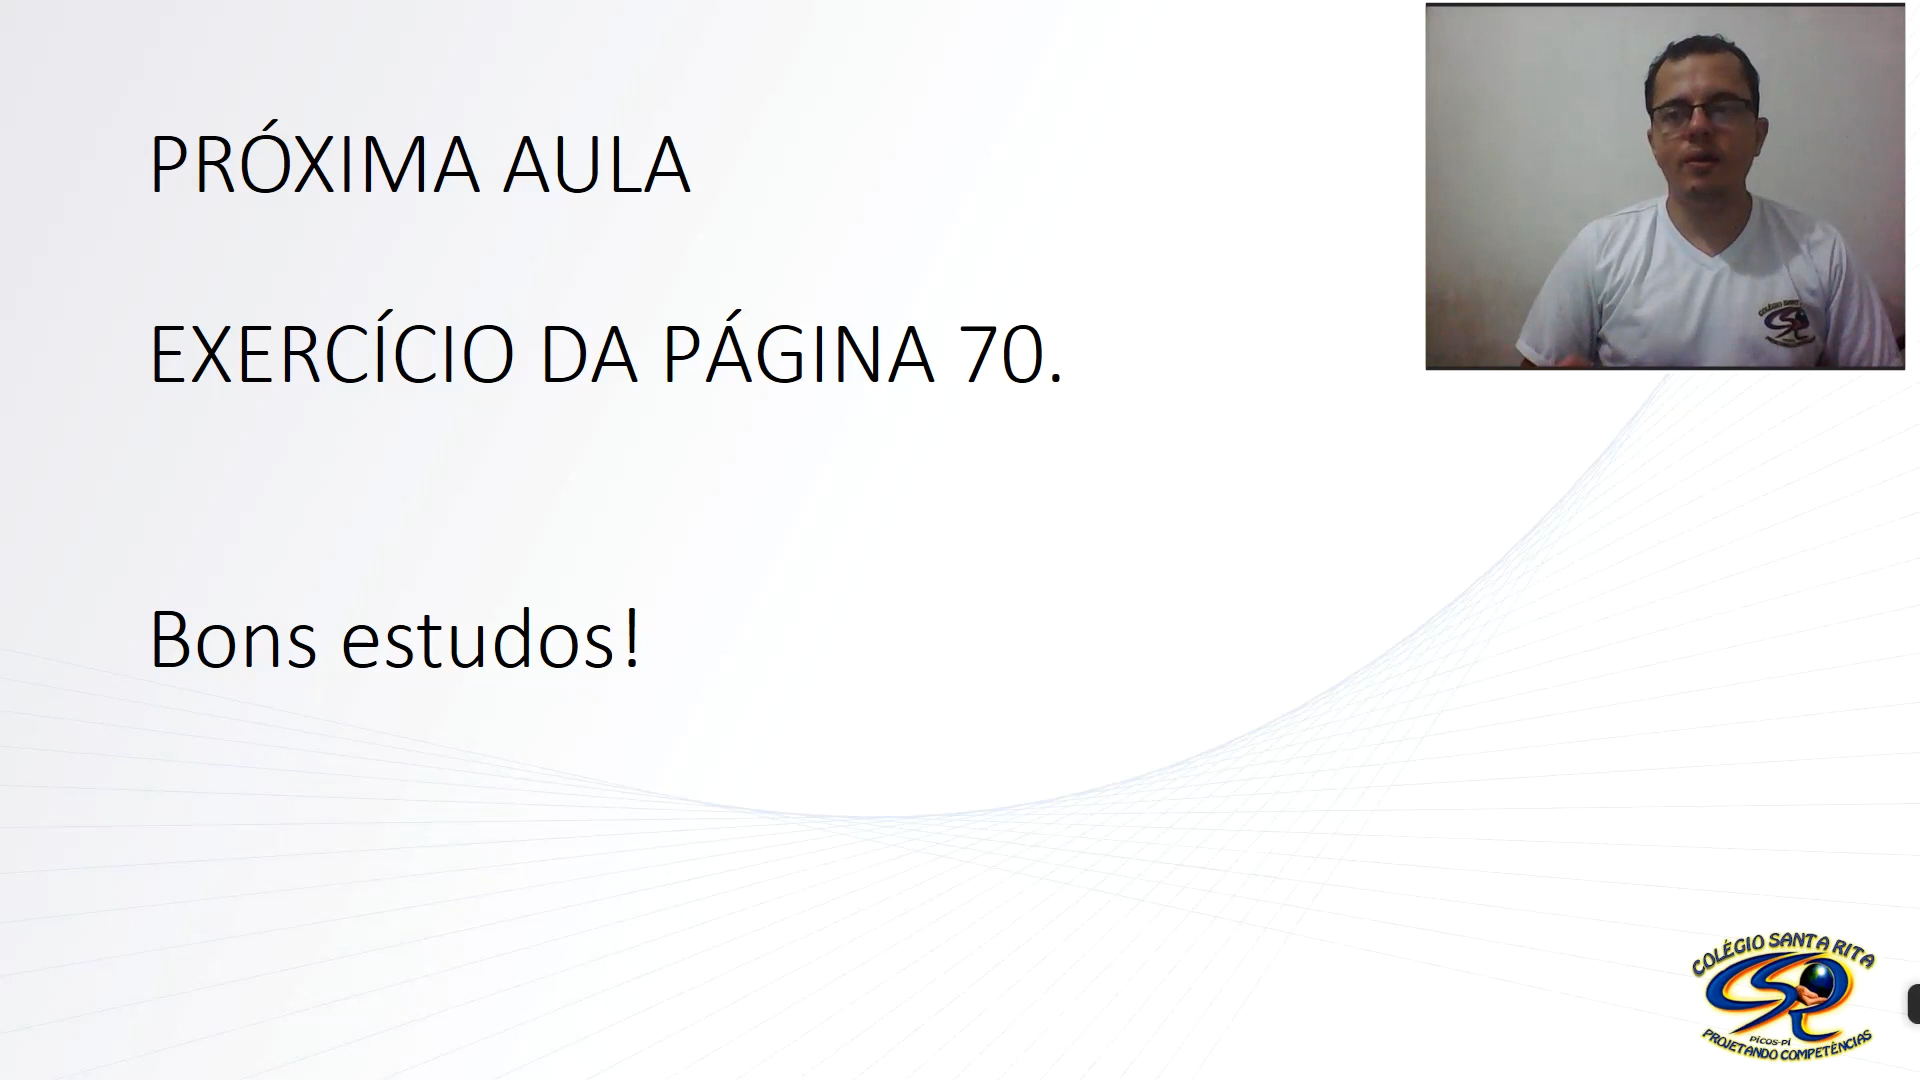 PRÓXIMA AULA
EXERCÍCIO DA PÁGINA 70.
Bons estudos!
COLÉGIO SANTA RITA
PICOS-PI
PROJETANDO COMPETÊNCIAS